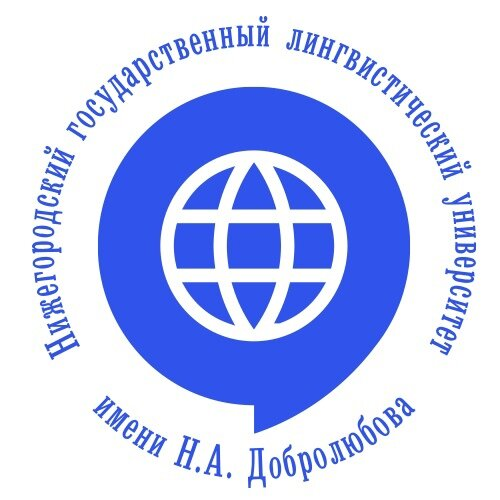 Нижегородский государственный лингвистический университет
имени Н.А. Добролюбова